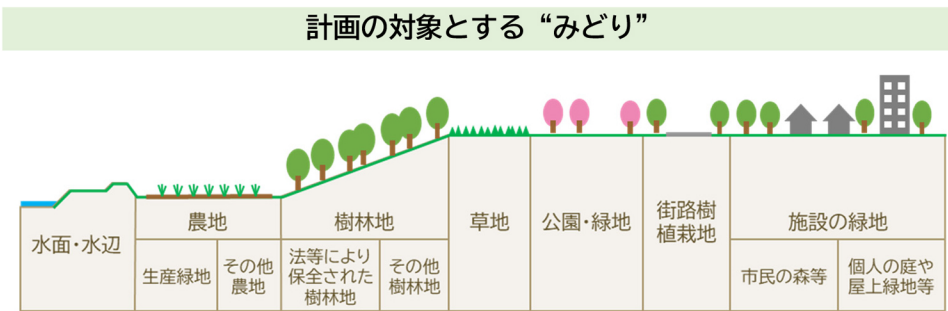 計画の対象とする“みどり”
水面・水辺
農地
生産緑地
その他
農地
樹林地
法等により
保全された
樹林地
その他
樹林地
草地
公園・緑地
街路樹
植栽地
施設の緑地
市民の森等
個人の庭や
屋上緑地等